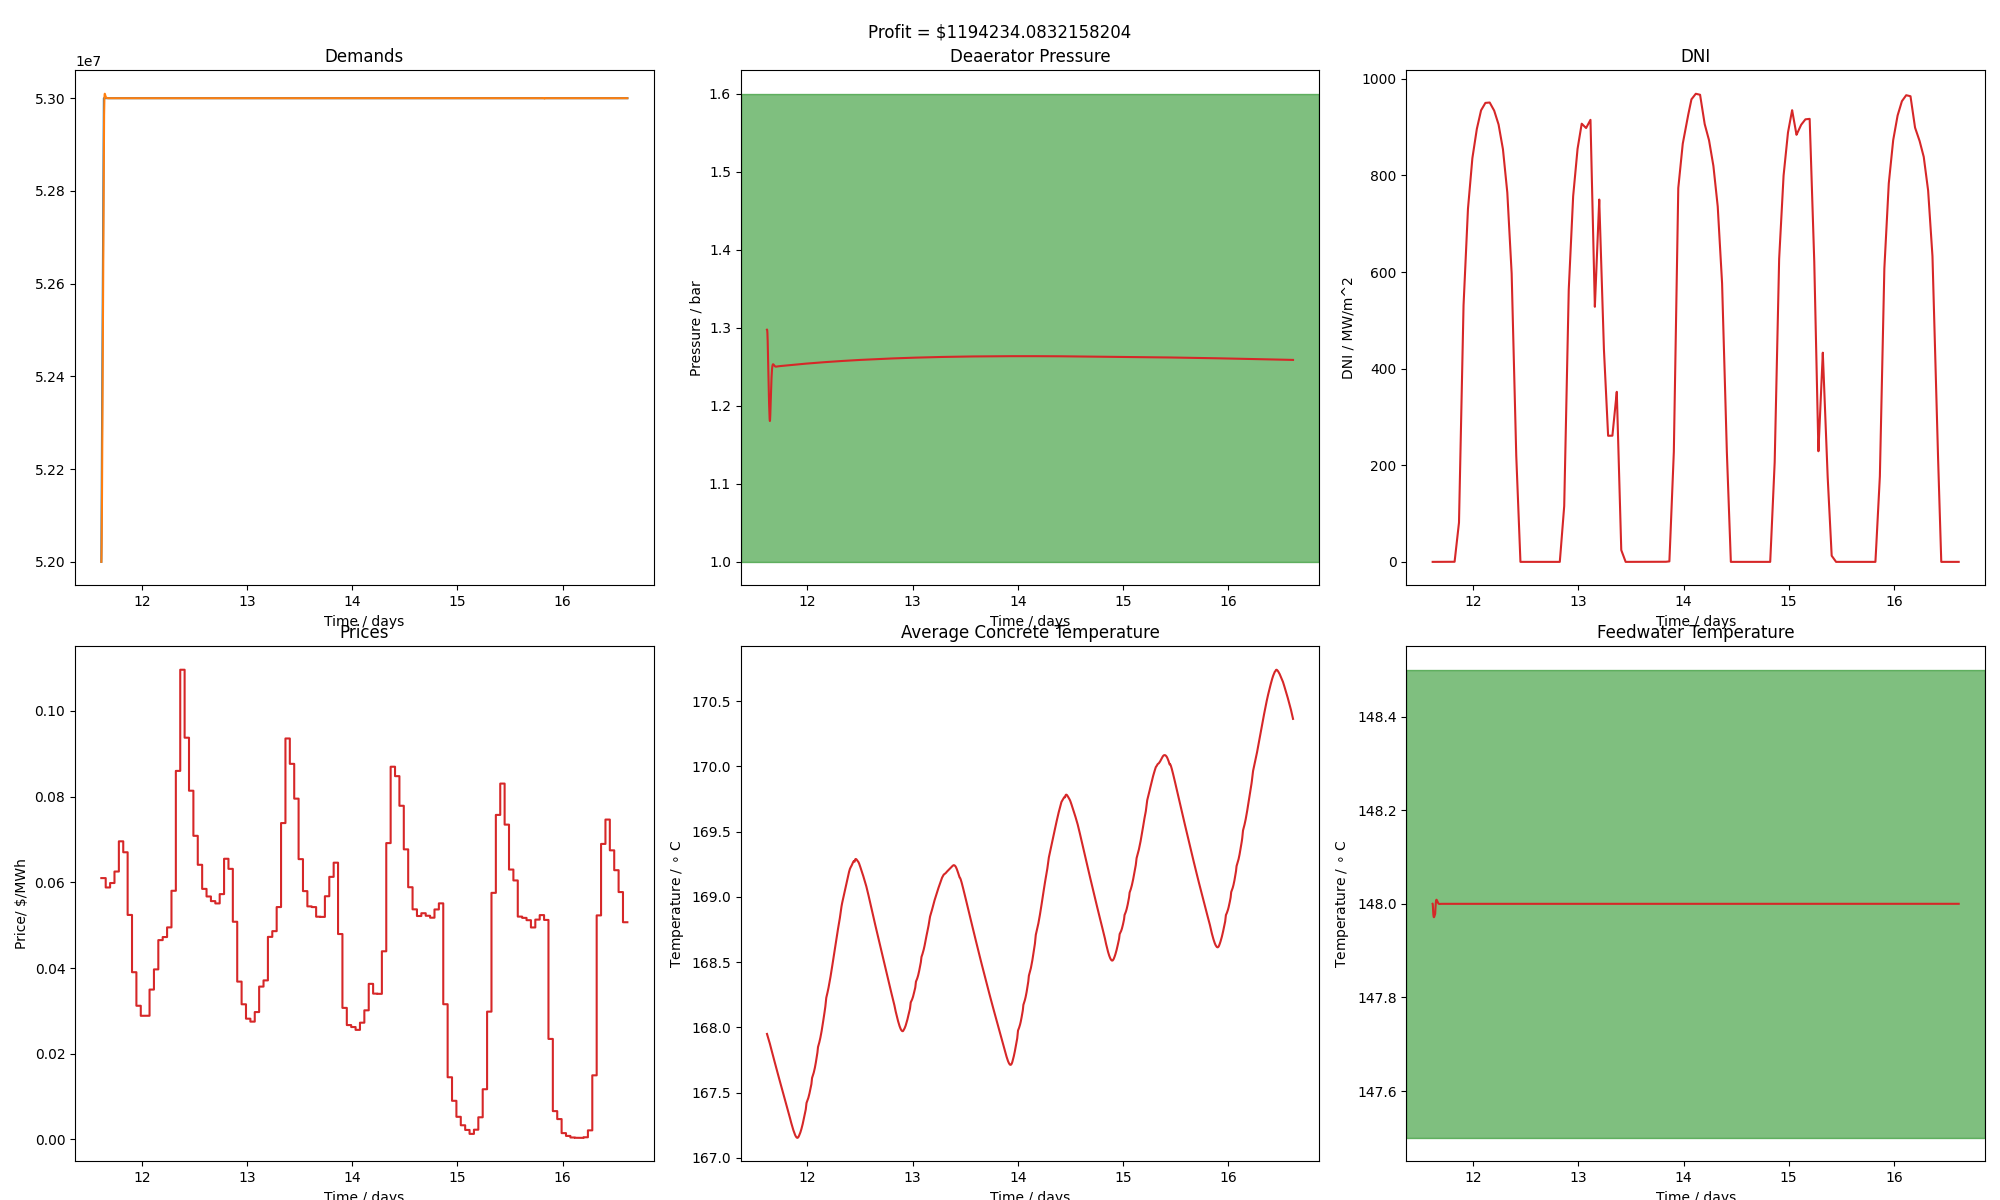 Profit = $1194234.0832158204
Demands
1e7
5.30
5.28
5.26
5.24
5.22
5.20
12 13 14 15 16
Time / days
Deaerator Pressure
Pressure / bar
1.6
1.5
1.4
1.3
1.2
1.1
1.0
12 13 14 15 16
Time / days
DNI
DNI / MW/m^2
1000
800
600
400
200
0
12 13 14 15 16
Time / days
Prices
Price/ $/MWh
0.10
0.08
0.06
0.04
0.02
0.00
12 13 14 15 16
Time / days
Average Concrete Temperature
Temperature / ∘ C
170.5
170.0
169.5
169.0
168.5
168.0
167.5
167.0
12 13 14 15 16
Time / days
Feedwater Temperature
Temperature / ∘ C
148.4
148.2
148.0
147.8
147.6
12 13 14 15 16
Time / days